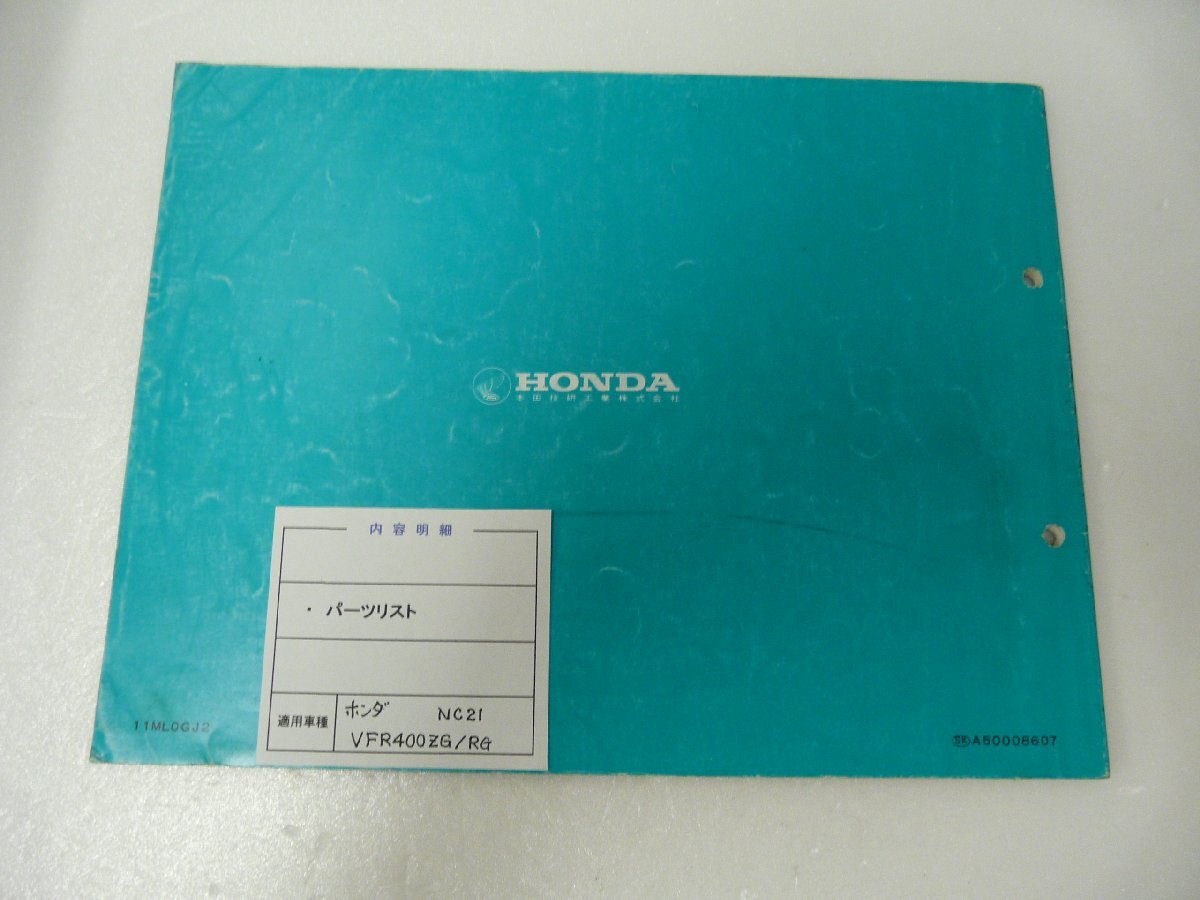 HONDA
本田技研工業株式会社
内容明細
・ パーツリスト
適用車種
ホンダ NC21
VFR400ZG/RG
11ML0GJ2
SK A50008607